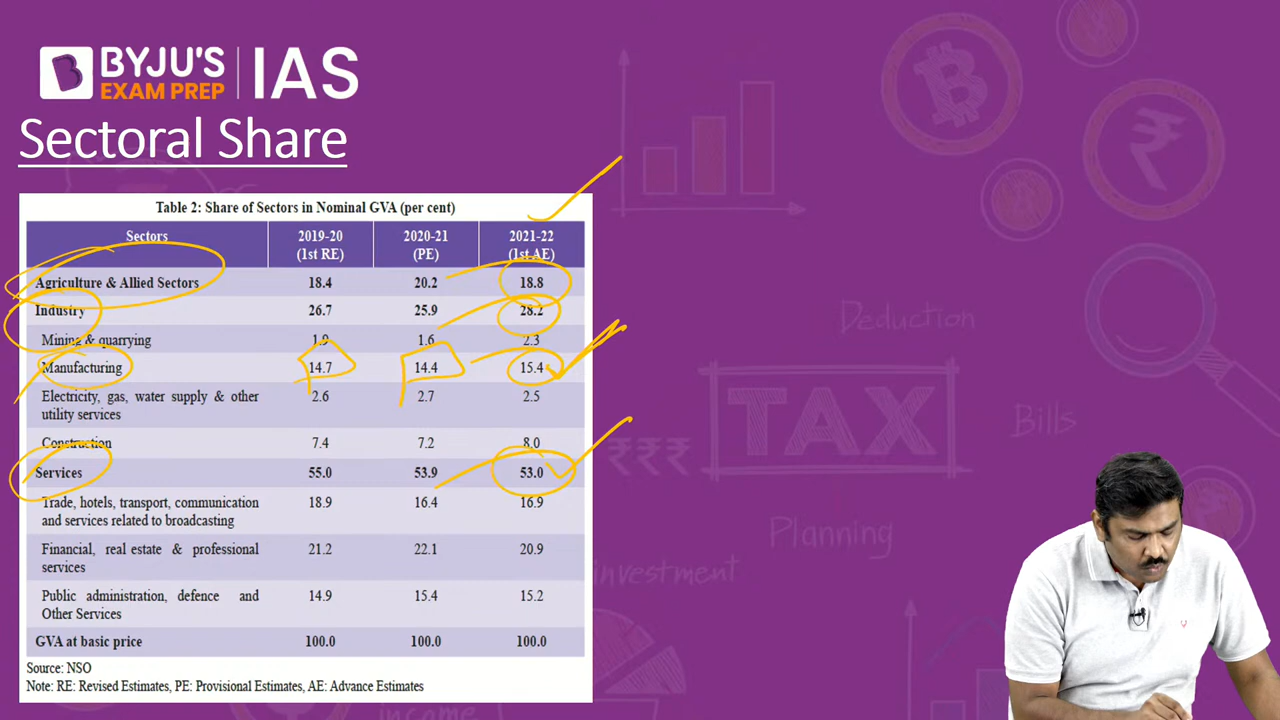 BYJU'S IAS
EXAM PREP
Sectoral Share
Table 2: Share of Sectors in Nominal GVA (per cent)
Sectors 2019-20 (1st RE) 2020-21 (PE) 2021-22 (1st AE)
Agriculture & Allied Sectors 18.4 20.2 18.8
Industry 26.7 25.9 28.2
Mining & quarrying 1.9 1.6 2.3
Manufacturing 14.7 14.4 15.4
Electricity, gas, water supply & other 2.6 2.7 2.5
utility services
Construction 7.4 7.2 8.0
Services 55.0 53.9 53.0
Trade, hotels, transport, communication 18.9 16.4 16.9
and services related to broadcasting
Financial, real estate & professional 21.2 22.1 20.9
services
Public administration, defence and 14.9 15.4 15.2
Other Services
GVA at basic price 100.0 100.0 100.0
Source: NSO
Note: RE: Revised Estimates, PE: Provisional Estimates, AE: Advance Estimates
Deduction
TAX
Bills
₹₹₹
Planning
investment
income